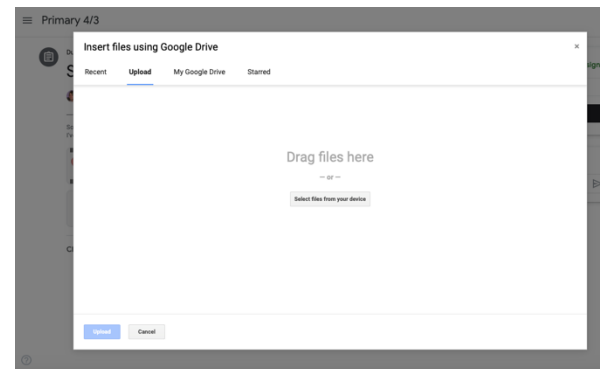 Primary 4/3
Insert files using Google Drive
×
Recent Upload My Google Drive Starred
Drag files here
— or —
Select files from your device
Upload Cancel